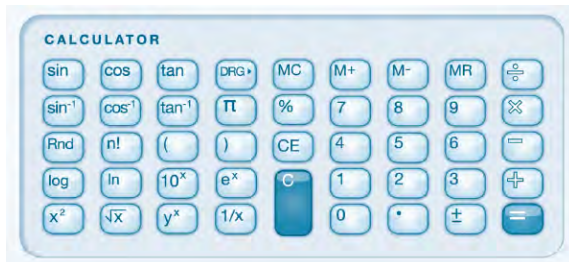 CALCULATOR
sin cos tan DRG▸ MC M+ M- MR ÷
sin⁻¹ cos⁻¹ tan⁻¹ π % 7 8 9 ×
Rnd n! ( ) CE 4 5 6 −
log ln 10ˣ eˣ C 1 2 3 +
x² √x yˣ 1/x 0 • ± =